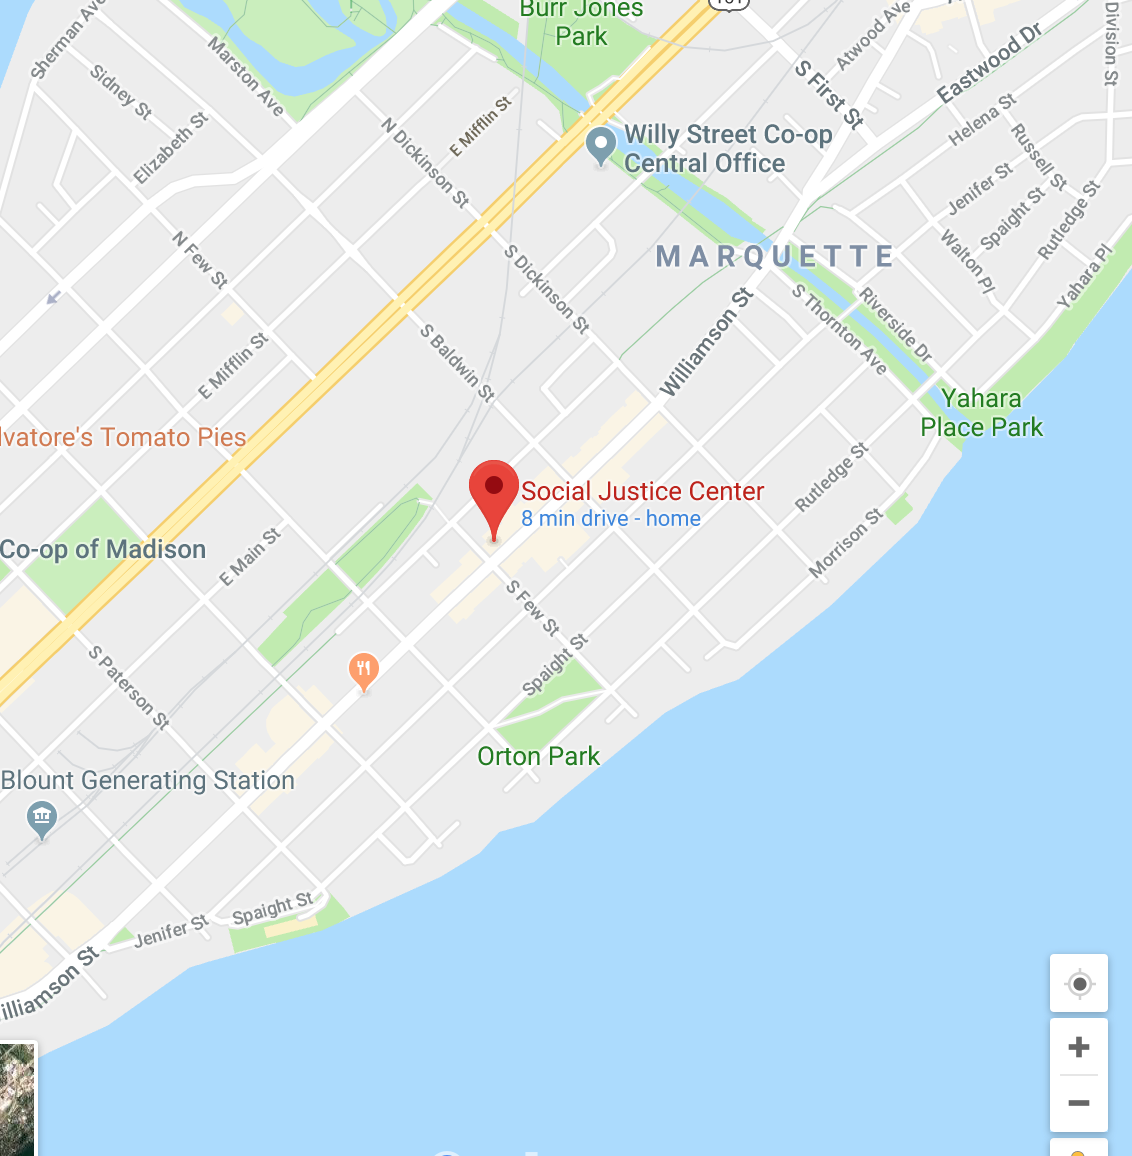 Burr Jones
Park
Sherman Ave
Marston Ave
Sidney St
Elizabeth St
N Dickinson St
E Mifflin St
S First St
Atwood Ave
Eastwood Dr
Division St
Helena St
Russell St
Willy Street Co-op
Central Office
Jenifer St
Spaight St
Rutledge St
Walton Pl
Yahara Pl
N Few St
S Dickinson St
MARQUETTE
S Thornton Ave
Riverside Dr
Williamson St
E Mifflin St
S Baldwin St
Yahara
Place Park
lvatore's Tomato Pies
Social Justice Center
8 min drive - home
Rutledge St
Morrison St
Co-op of Madison
E Main St
S Few St
Spaight St
S Paterson St
Orton Park
Blount Generating Station
Jenifer St
Spaight St
illiamson St